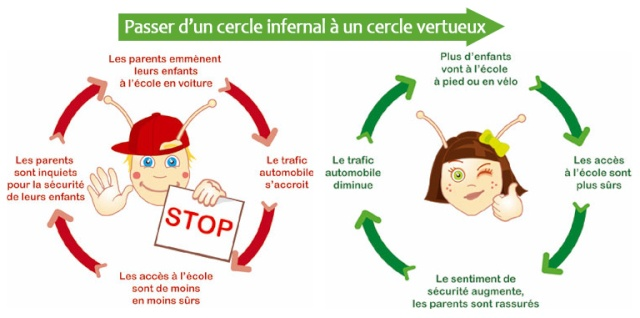 Passer d'un cercle infernal à un cercle vertueux
Les parents emmènent
leurs enfants
à l'école en voiture
Le trafic
automobile
s'accroit
Les accès à l'école
sont de moins
en moins sûrs
Les parents
sont inquiets
pour la sécurité
de leurs enfants
STOP
Plus d'enfants
vont à l'école
à pied ou en vélo
Les accès
à l'école sont
plus sûrs
Le sentiment de
sécurité augmente,
les parents sont rassurés
Le trafic
automobile
diminue